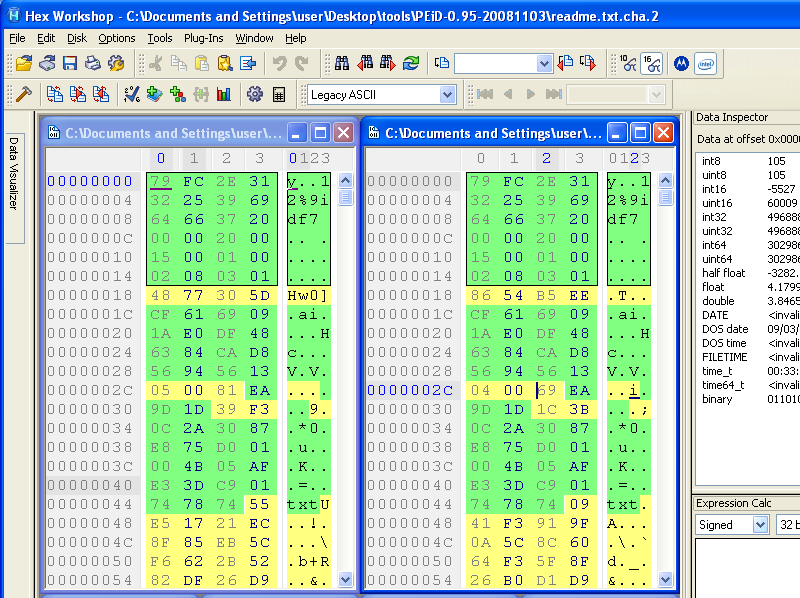 Hex Workshop - C:\Documents and Settings\user\Desktop\tools\PEiD-0.95-20081103\readme.txt.cha.2
File Edit Disk Options Tools Plug-Ins Window Help
Legacy ASCII
Data Visualizer
C:\Documents and Settings\user\...
0 1 2 3 0123
00000000 79 FC 2E 31 y..1
00000004 32 25 39 69 2%9i
00000008 64 66 37 20 df7
0000000C 00 00 20 00 .. .
00000010 15 00 01 00 ....
00000014 02 08 03 01 ....
00000018 48 77 30 5D Hw0]
0000001C CF 61 69 09 .ai.
00000020 1A E0 DF 48 ...H
00000024 63 84 CA D8 c...
00000028 56 94 56 13 V.V.
0000002C 05 00 81 EA ....
00000030 9D 1D 39 F3 ..9.
00000034 0C 2A 30 87 .*0.
00000038 E8 75 D0 01 .u..
0000003C 00 4B 05 AF .K..
00000040 E3 3D C9 01 .=..
00000044 74 78 74 55 txtU
00000048 E5 17 21 EC ..!.
0000004C 8F 85 EB 5C ...\
00000050 F6 62 2B 52 .b+R
00000054 82 DF 26 D9 ..&.
C:\Documents and Settings\user\...
0 1 2 3 0123
00000000 79 FC 2E 31 y..1
00000004 32 25 39 69 2%9i
00000008 64 66 37 20 df7
0000000C 00 00 20 00 .. .
00000010 15 00 01 00 ....
00000014 02 08 03 01 ....
00000018 86 54 B5 EE .T..
0000001C CF 61 69 09 .ai.
00000020 1A E0 DF 48 ...H
00000024 63 84 CA D8 c...
00000028 56 94 56 13 V.V.
0000002C 04 00 69 EA ..i.
00000030 9D 1D 1C 3B ...;
00000034 0C 2A 30 87 .*0.
00000038 E8 75 D0 01 .u..
0000003C 00 4B 05 AF .K..
00000040 E3 3D C9 01 .=..
00000044 74 78 74 09 txt.
00000048 41 F3 91 9F A...
0000004C 0A 5C 8C 60 .\.`
00000050 64 F3 5F 8F d._.
00000054 26 B0 D1 D9 &...
Data Inspector
Data at offset 0x000
int8 105
uint8 105
int16 -5527
uint16 60009
int32 496888
uint32 496888
int64 302986
uint64 302986
half float -3282.
float 4.1799
double 3.8465
DATE <invali
DOS date 09/03/
DOS time <invali
FILETIME <invali
time_t 00:33:
time64_t <invali
binary 011010
Expression Calc
Signed 32 b